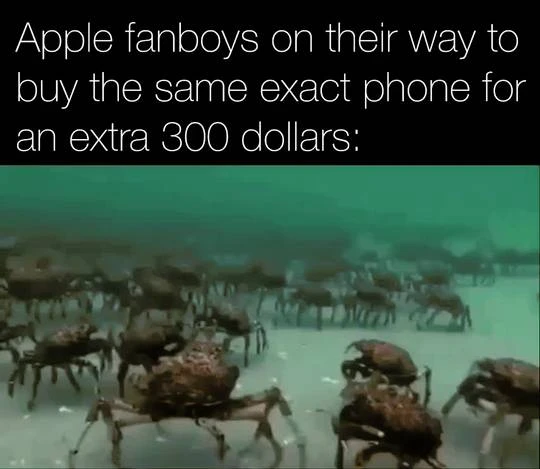 Apple fanboys on their way to
buy the same exact phone for
an extra 300 dollars: